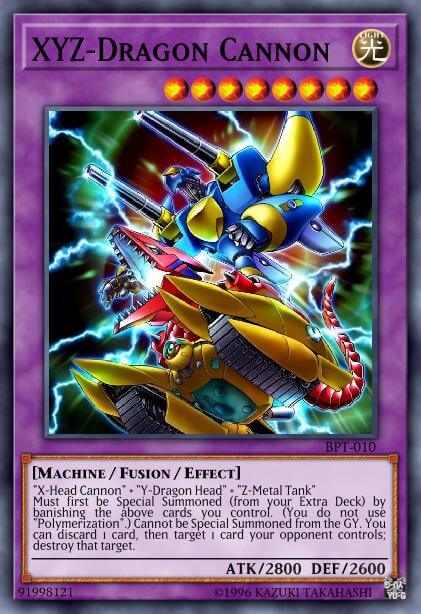 XYZ-Dragon Cannon
LIGHT
光
BPT-010
[Machine / Fusion / Effect]
"X-Head Cannon" + "Y-Dragon Head" + "Z-Metal Tank"
Must first be Special Summoned (from your Extra Deck) by
banishing the above cards you control. (You do not use
"Polymerization".) Cannot be Special Summoned from the GY. You
can discard 1 card, then target 1 card your opponent controls;
destroy that target.
ATK/2800 DEF/2600
91998121
©1996 KAZUKI TAKAHASHI